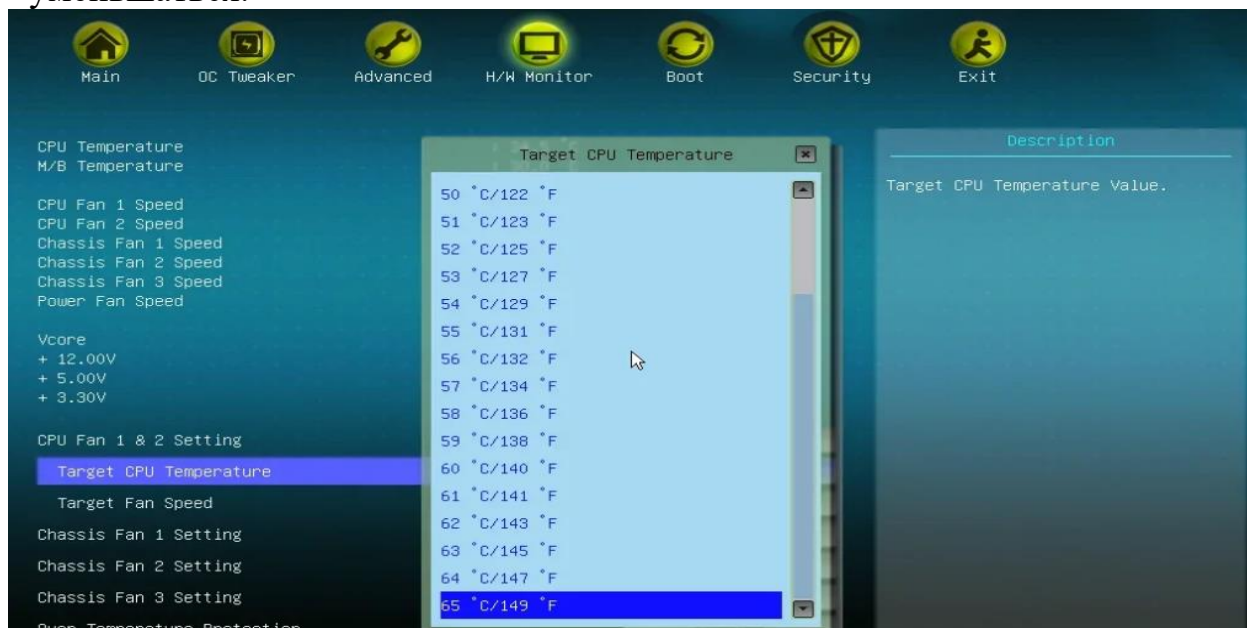 Main OC Tweaker Advanced H/W Monitor Boot Security Exit
CPU Temperature
M/B Temperature
CPU Fan 1 Speed
CPU Fan 2 Speed
Chassis Fan 1 Speed
Chassis Fan 2 Speed
Chassis Fan 3 Speed
Power Fan Speed
Vcore
+ 12.00V
+ 5.00V
+ 3.30V
CPU Fan 1 & 2 Setting
Target CPU Temperature
Target Fan Speed
Chassis Fan 1 Setting
Chassis Fan 2 Setting
Chassis Fan 3 Setting
Over Temperature Protection
Target CPU Temperature
50 °C/122 °F
51 °C/123 °F
52 °C/125 °F
53 °C/127 °F
54 °C/129 °F
55 °C/131 °F
56 °C/132 °F
57 °C/134 °F
58 °C/136 °F
59 °C/138 °F
60 °C/140 °F
61 °C/141 °F
62 °C/143 °F
63 °C/145 °F
64 °C/147 °F
65 °C/149 °F
Description
Target CPU Temperature Value.